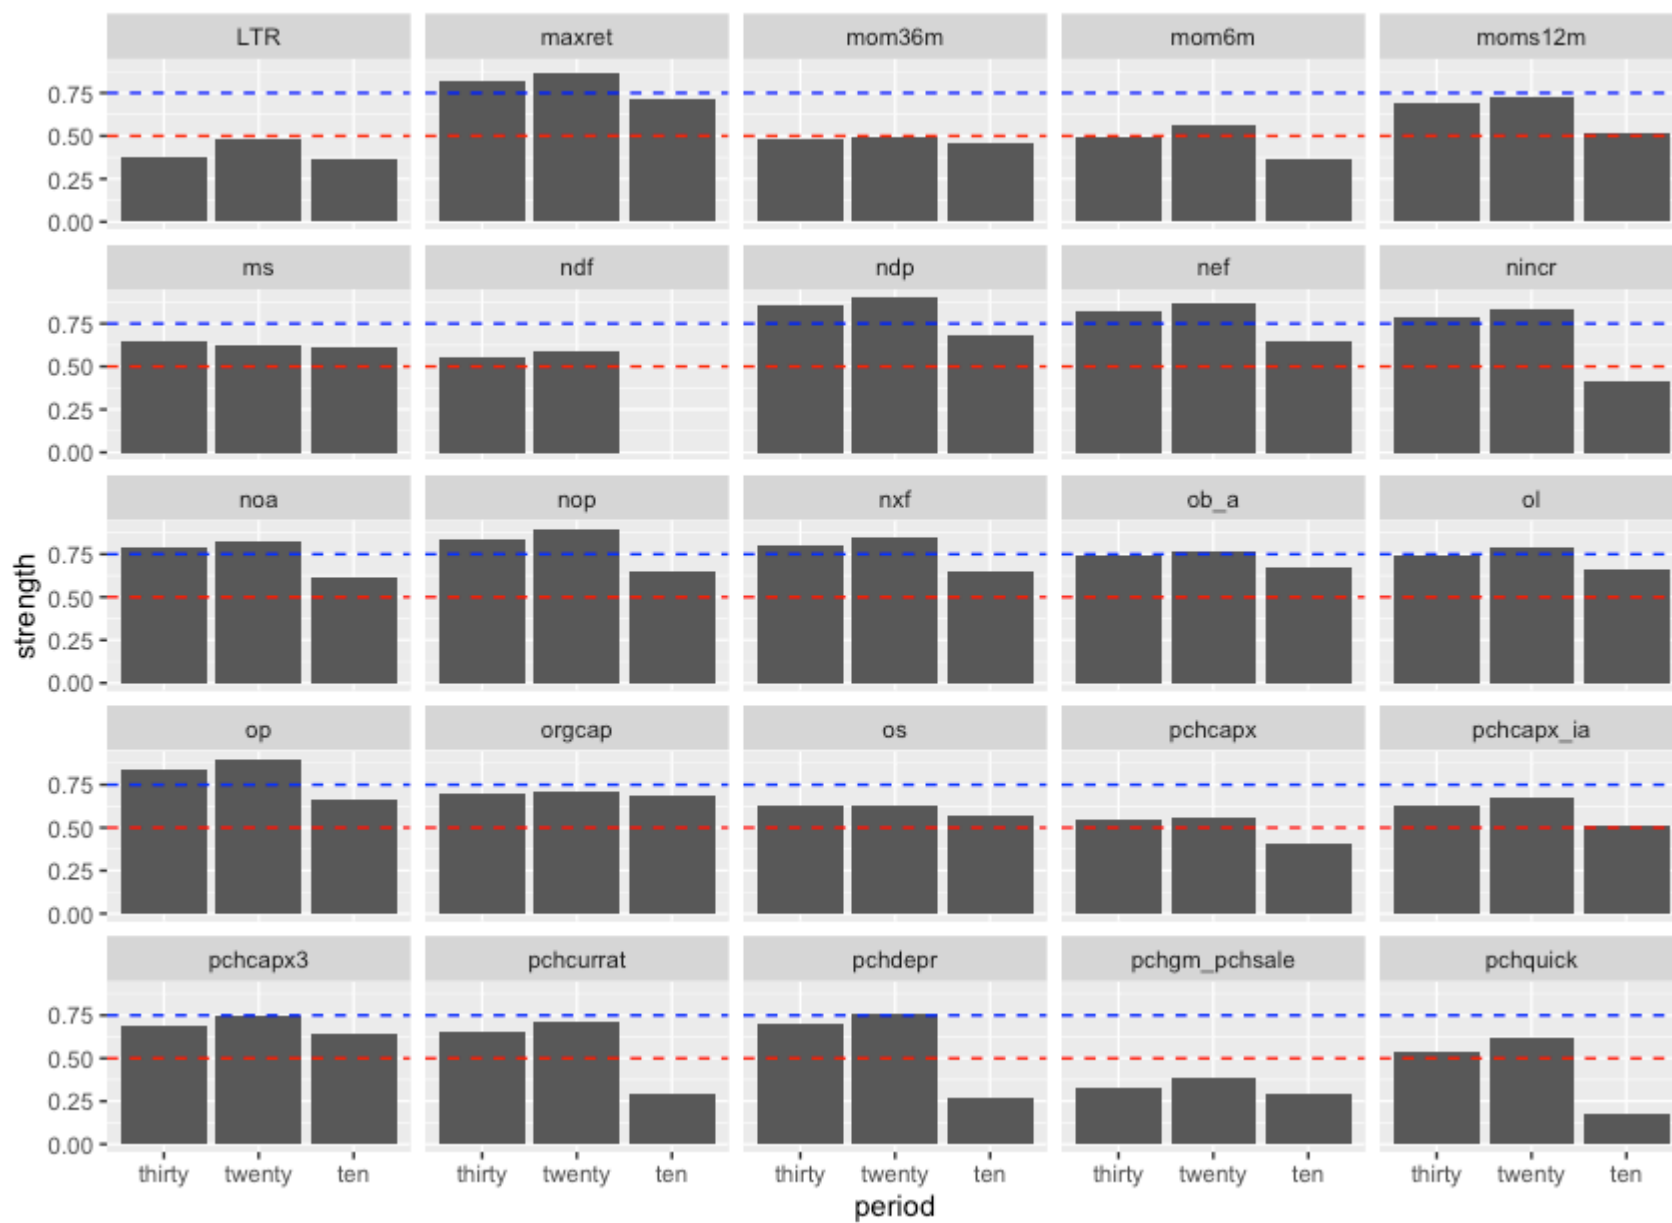 LTR maxret mom36m mom6m moms12m
0.75
0.50
0.25
0.00
ms ndf ndp nef nincr
0.75
0.50
0.25
0.00
noa nop nxf ob_a ol
0.75
0.50
0.25
0.00
op orgcap os pchcapx pchcapx_ia
0.75
0.50
0.25
0.00
pchcapx3 pchcurrat pchdepr pchgm_pchsale pchquick
0.75
0.50
0.25
0.00
thirty twenty ten thirty twenty ten thirty twenty ten thirty twenty ten thirty twenty ten
period
strength